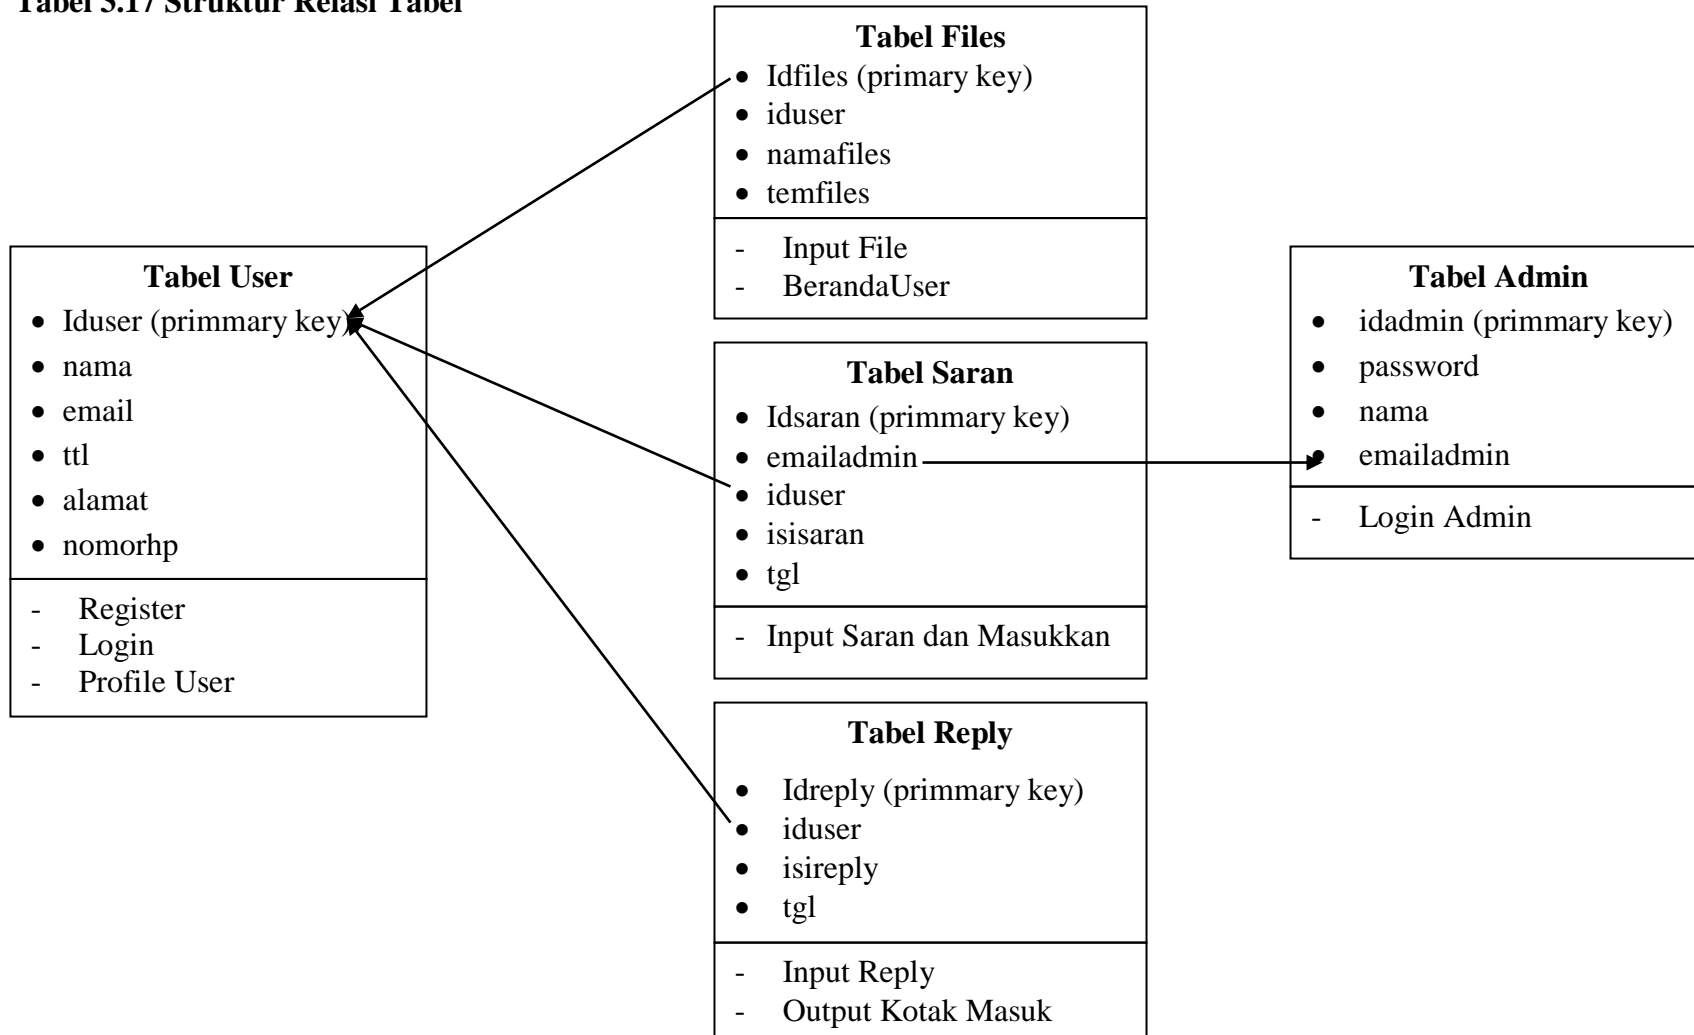 Tabel 3.17 Struktur Relasi Tabel
Tabel Files
• Idfiles (primary key)
• iduser
• namafiles
• temfiles
- Input File
- BerandaUser
Tabel User
• Iduser (primmary key)
• nama
• email
• ttl
• alamat
• nomorhp
- Register
- Login
- Profile User
Tabel Saran
• Idsaran (primmary key)
• emailadmin
• iduser
• isisaran
• tgl
- Input Saran dan Masukkan
Tabel Admin
• idadmin (primmary key)
• password
• nama
• emailadmin
- Login Admin
Tabel Reply
• Idreply (primmary key)
• iduser
• isireply
• tgl
- Input Reply
- Output Kotak Masuk